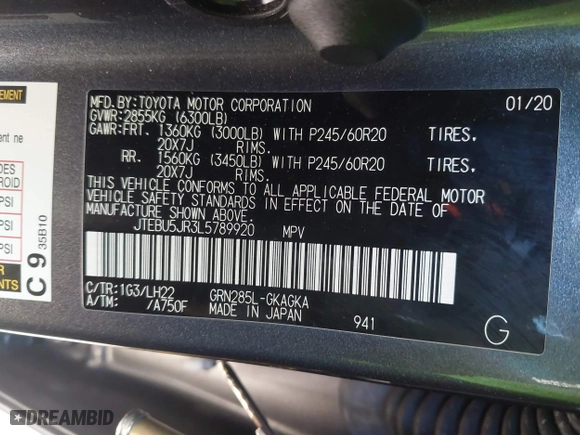 MFD.BY:TOYOTA MOTOR CORPORATION 01/20
GVWR:2855KG (6300LB)
GAWR:FRT. 1360KG (3000LB) WITH P245/60R20 TIRES.
20X7J RIMS.
RR. 1560KG (3450LB) WITH P245/60R20 TIRES.
20X7J RIMS.
THIS VEHICLE CONFORMS TO ALL APPLICABLE FEDERAL MOTOR
VEHICLE SAFETY STANDARDS IN EFFECT ON THE DATE OF
MANUFACTURE SHOWN ABOVE.
JTEBU5JR3L5789920 MPV
C/TR:1G3/LH22 GRN285L-GKAGKA
A/TM: /A750F MADE IN JAPAN 941
G
PSI
PSI
PSI
C 9 35B10
DREAMBID